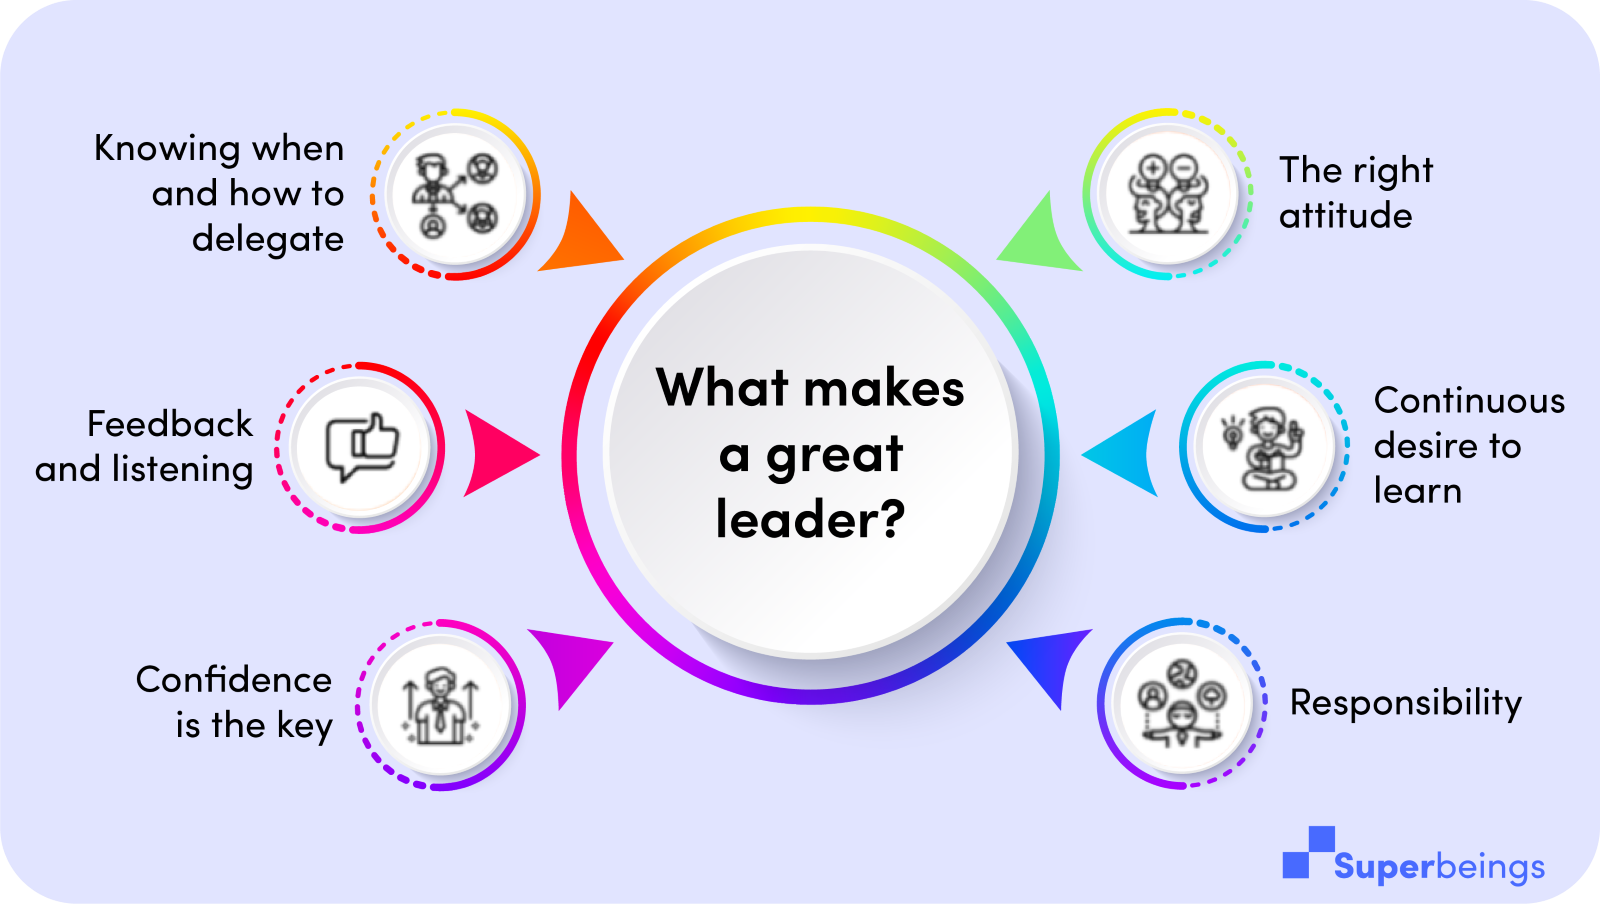 Knowing when
and how to
delegate
Feedback
and listening
Confidence
is the key
What makes
a great
leader?
The right
attitude
Continuous
desire to
learn
Responsibility
Superbeings